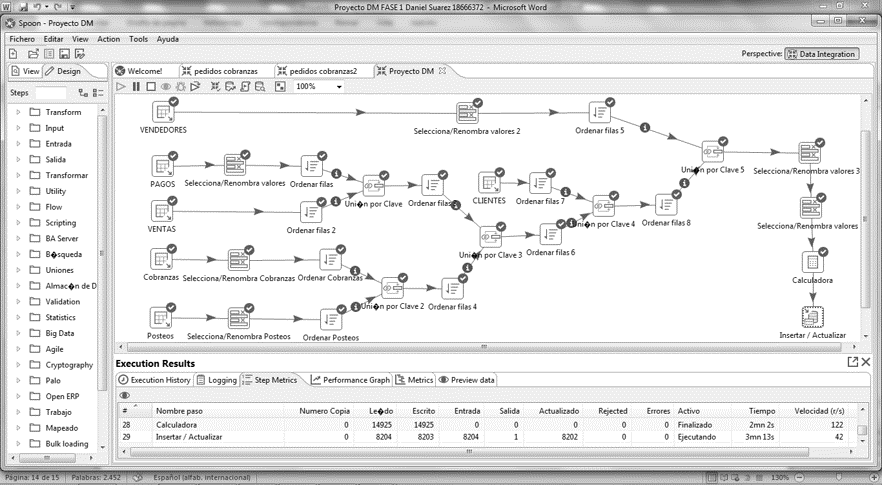 Proyecto DM FASE 1 Daniel Suarez 18666372 - Microsoft Word
Spoon - Proyecto DM
Fichero Editar View Action Tools Ayuda
Perspective: Data Integration
View Design
Welcome! pedidos cobranzas pedidos cobranzas2 Proyecto DM
Steps
100%
Transform
Input
Entrada
Salida
Transformar
Utility
Flow
Scripting
BA Server
B�squeda
Uniones
Almac�n de D
Validation
Statistics
Big Data
Agile
Cryptography
Palo
Open ERP
Trabajo
Mapeado
Bulk loading
VENDEDORES
Selecciona/Renombra valores 2
Ordenar filas 5
Uni�n por Clave 5
Selecciona/Renombra valores 3
PAGOS
Selecciona/Renombra valores
Ordenar filas
Uni�n por Clave
Ordenar filas
CLIENTES
Ordenar filas 7
Uni�n por Clave 4
Ordenar filas 8
Selecciona/Renombra valores
VENTAS
Ordenar filas 2
Uni�n por Clave 3
Ordenar filas 6
Cobranzas
Selecciona/Renombra Cobranzas
Ordenar Cobranzas
Uni�n por Clave 2
Ordenar filas 4
Calculadora
Posteos
Selecciona/Renombra Posteos
Ordenar Posteos
Insertar / Actualizar
Execution Results
Execution History Logging Step Metrics Performance Graph Metrics Preview data
# Nombre paso Numero Copia Le�do Escrito Entrada Salida Actualizado Rejected Errores Activo Tiempo Velocidad (r/s)
28 Calculadora 0 14925 14925 0 0 0 0 0 Finalizado 2mn 2s 122
29 Insertar / Actualizar 0 8204 8203 8204 1 8202 0 0 Ejecutando 3mn 13s 42
Página: 14 de 15 Palabras: 2.452 Español (alfab. internacional) 130%